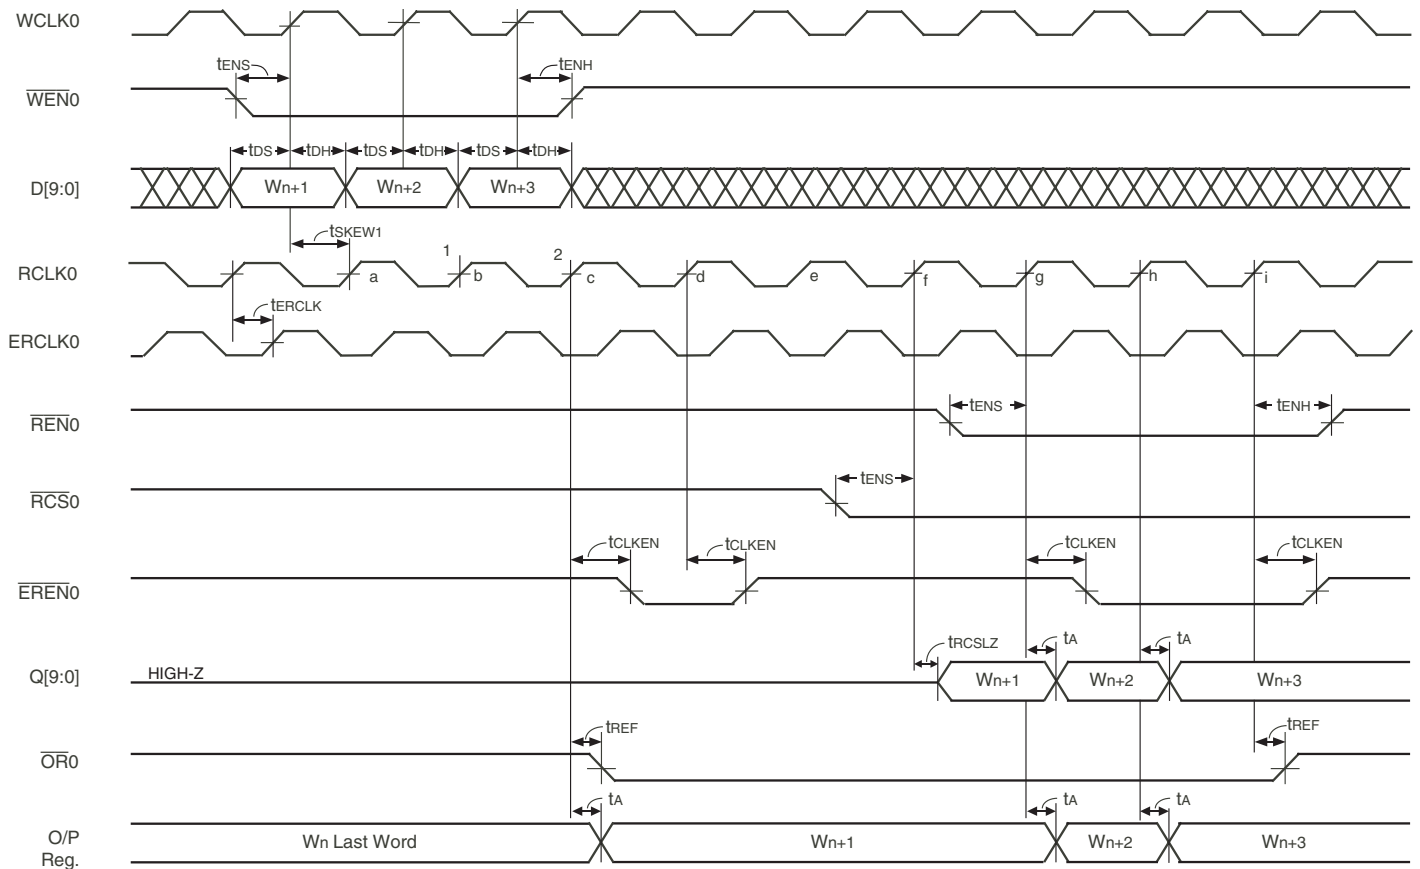 WCLK0
tENS
tENH
WEN0
tDS tDH tDS tDH tDS tDH
D[9:0]
Wn+1 Wn+2 Wn+3
tSKEW1
1 2
RCLK0
a b c d e f g h i
tERCLK
ERCLK0
REN0
tENS
tENH
RCS0
tENS
tCLKEN tCLKEN tCLKEN tCLKEN
EREN0
tRCSLZ
tA tA
Q[9:0]
HIGH-Z
Wn+1 Wn+2 Wn+3
tREF
tREF
OR0
tA tA tA
O/P
Reg.
Wn Last Word Wn+1 Wn+2 Wn+3